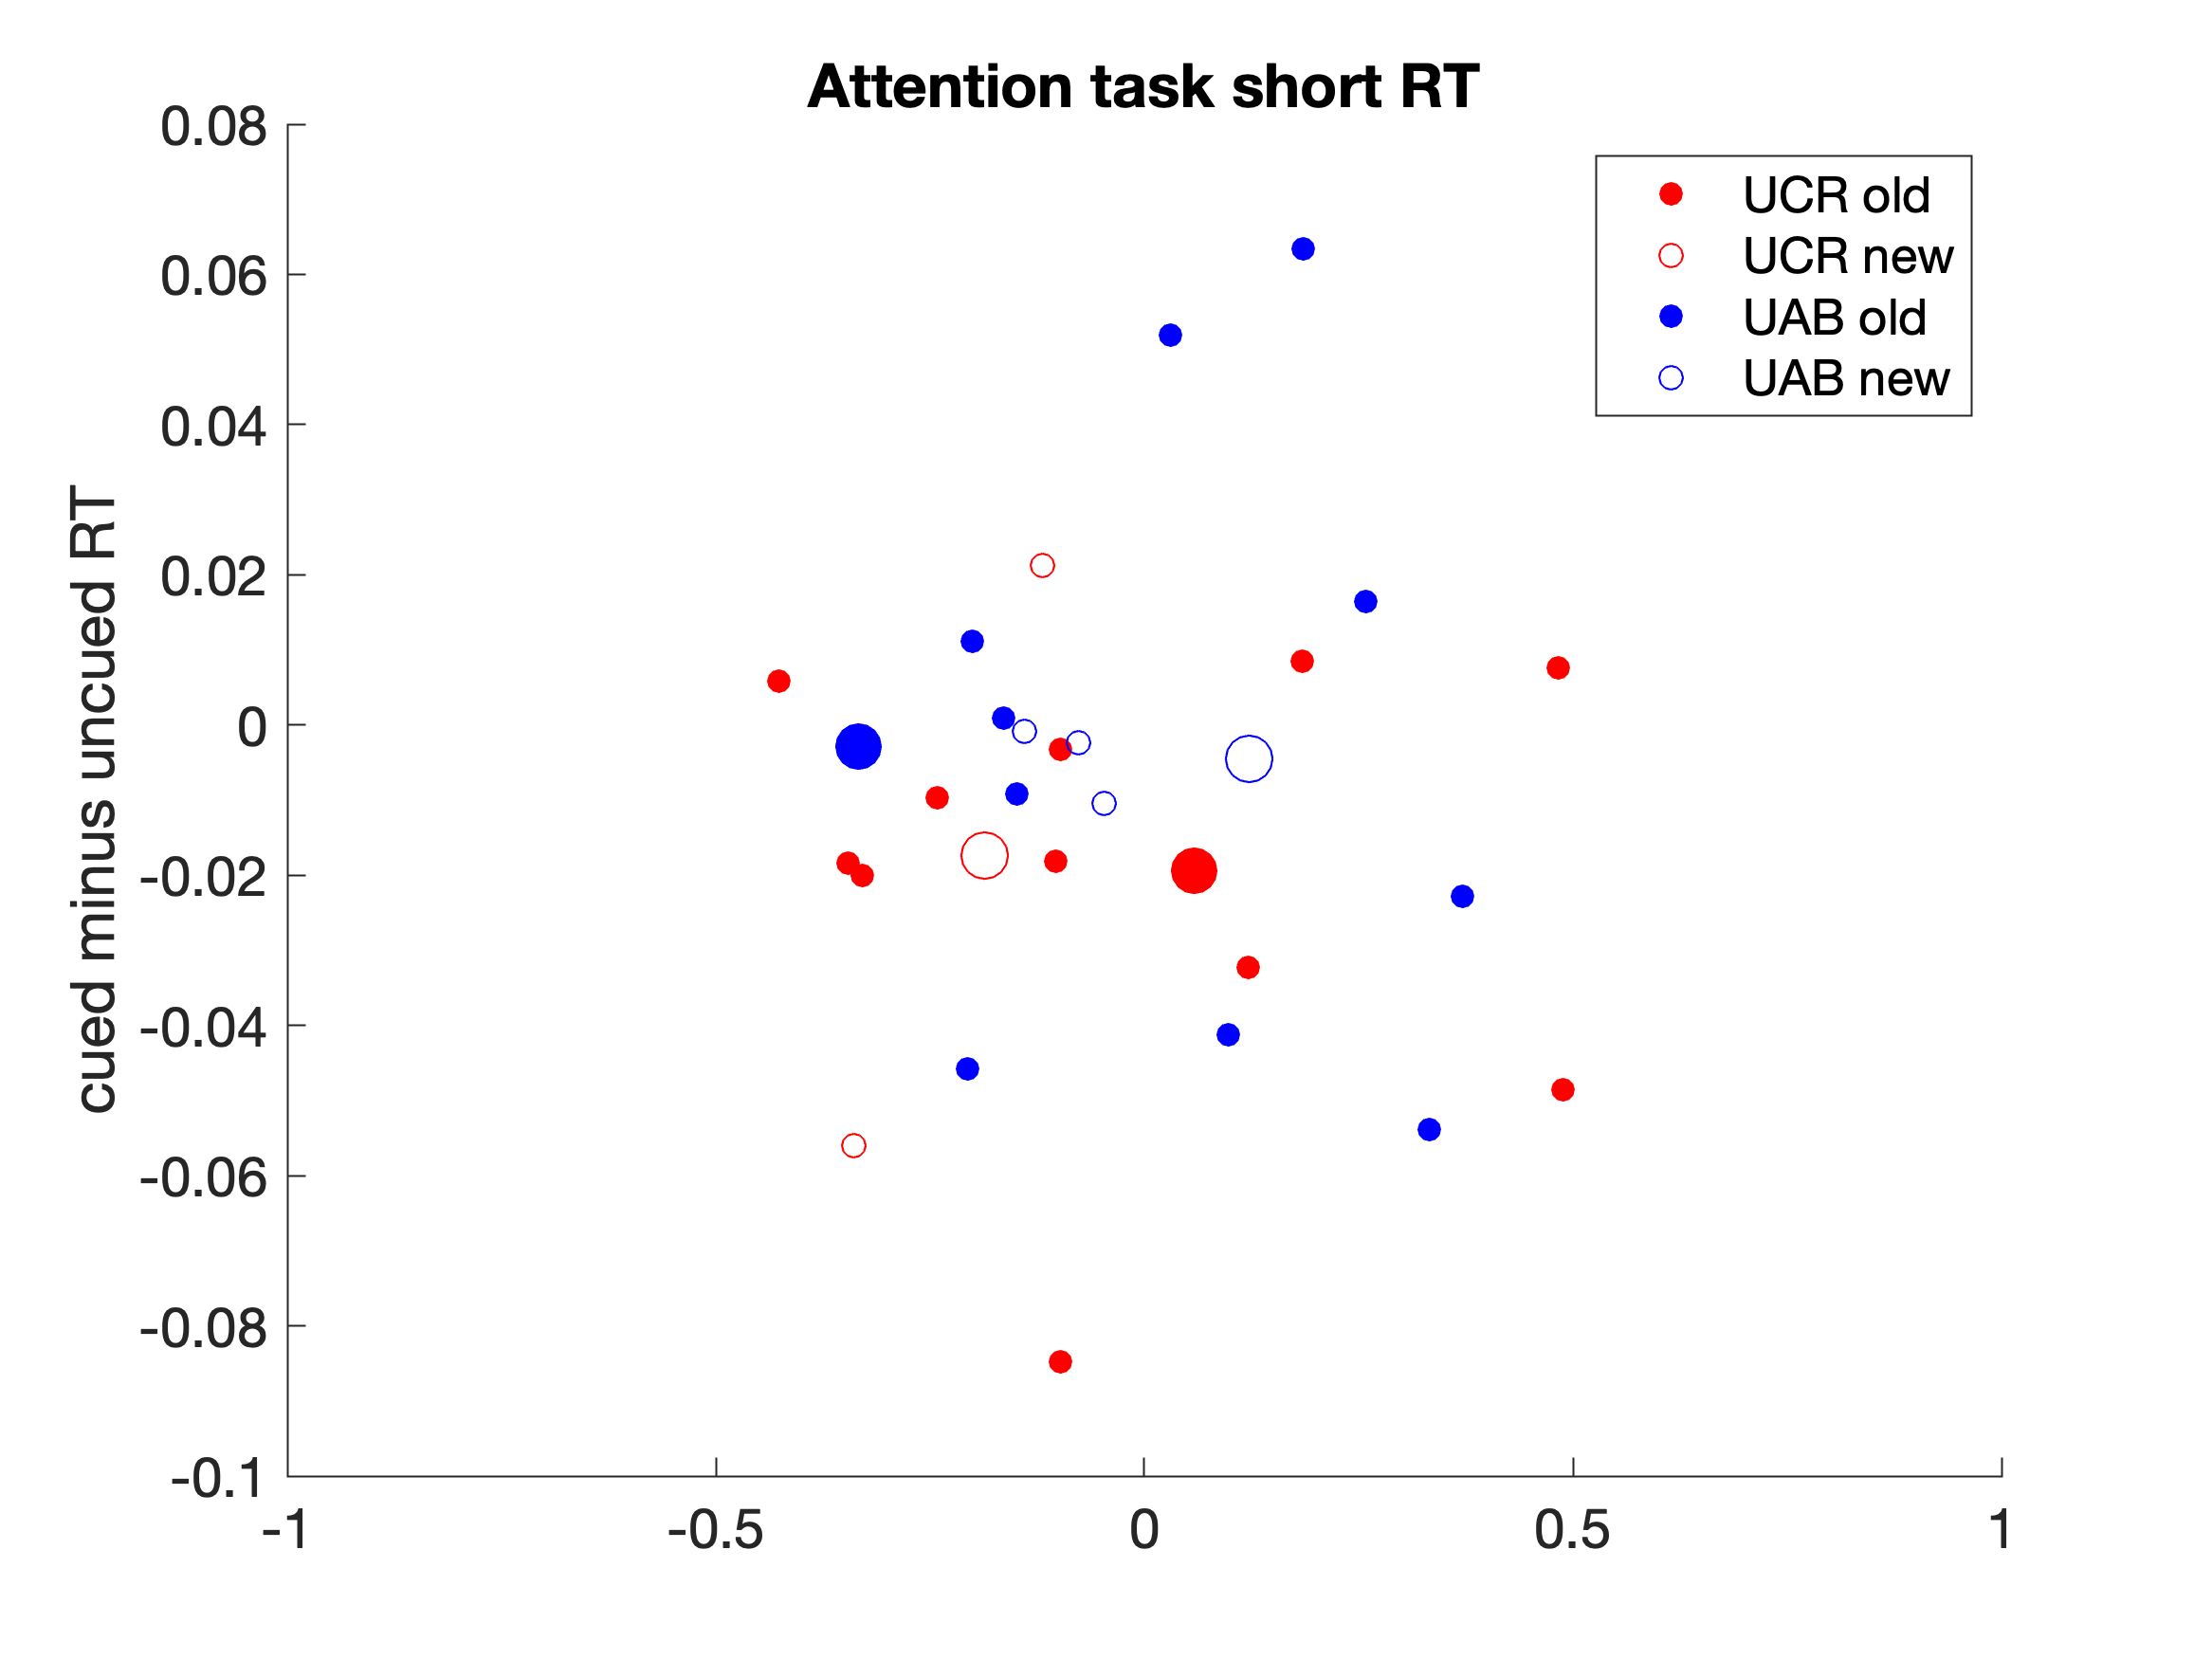 Attention task short RT
0.08
0.06
0.04
0.02
0
-0.02
-0.04
-0.06
-0.08
-0.1
cued minus uncued RT
-1 -0.5 0 0.5 1
UCR old
UCR new
UAB old
UAB new